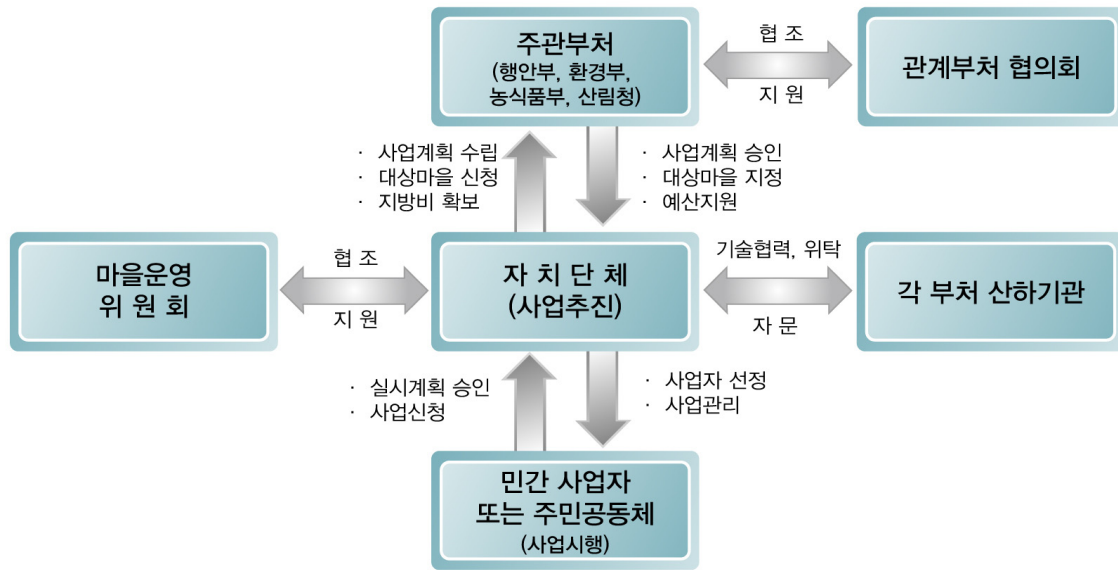 주관부처
(행안부, 환경부,
농식품부, 산림청)
협 조
지 원
관계부처 협의회
· 사업계획 수립
· 대상마을 신청
· 지방비 확보
· 사업계획 승인
· 대상마을 지정
· 예산지원
마을운영
위 원 회
협 조
지 원
자 치 단 체
(사업추진)
기술협력, 위탁
자 문
각 부처 산하기관
· 실시계획 승인
· 사업신청
· 사업자 선정
· 사업관리
민간 사업자
또는 주민공동체
(사업시행)